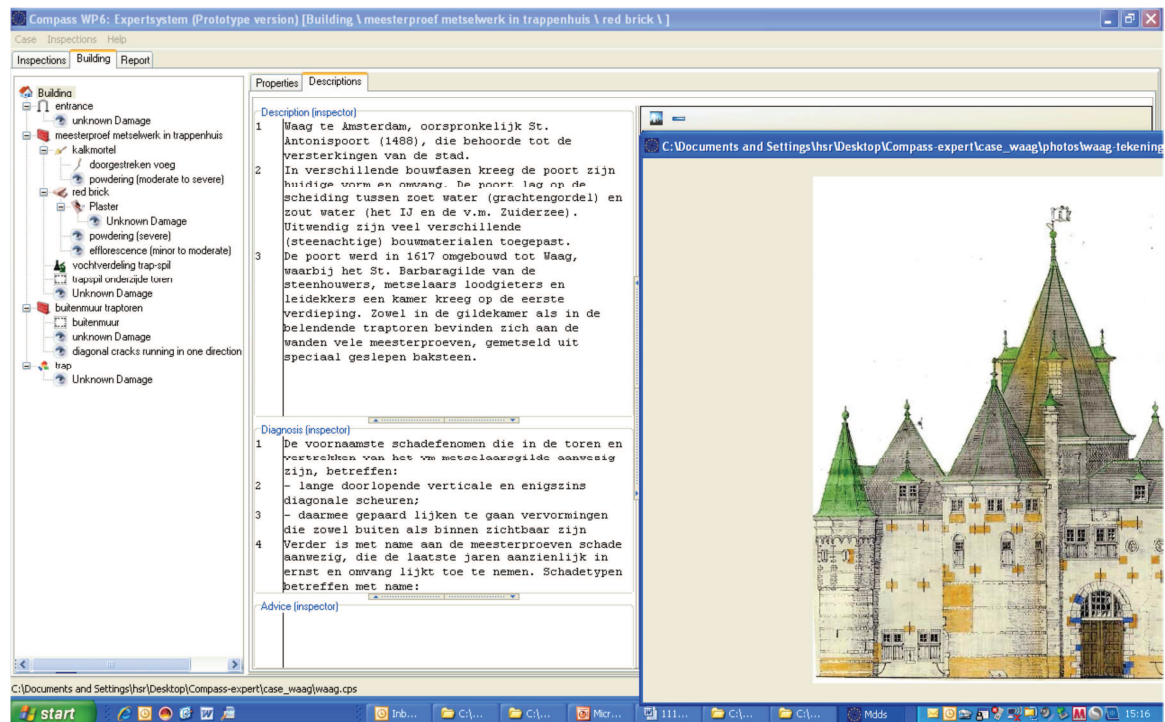 Compass WP6: Expertsystem (Prototype version) [Building \ meesterproef metselwerk in trappenhuis \ red brick \ ]
Case Inspections Help
Inspections Building Report
Building
entrance
unknown Damage
meesterproef metselwerk in trappenhuis
kalkmortel
doorgestreken voeg
powdering (moderate to severe)
red brick
Plaster
Unknown Damage
powdering (severe)
efflorescence (minor to moderate)
vochtverdeling trap-spil
trapspil onderzijde toren
Unknown Damage
buitenmuur traptoren
buitenmuur
unknown Damage
diagonal cracks running in one direction
trap
Unknown Damage
Properties Descriptions
Description (inspector)
1 Waag te Amsterdam, oorspronkelijk St.
Antonispoort (1488), die behoorde tot de
versterkingen van de stad.
2 In verschillende bouwfasen kreeg de poort zijn
huidige vorm en omvang. De poort lag op de
scheiding tussen zoet water (grachtengordel) en
zout water (het IJ en de v.m. Zuiderzee).
Uitwendig zijn veel verschillende
(steenachtige) bouwmaterialen toegepast.
3 De poort werd in 1617 omgebouwd tot Waag,
waarbij het St. Barbaragilde van de
steenhouwers, metselaars loodgieters en
leidekkers een kamer kreeg op de eerste
verdieping. Zowel in de gildekamer als in de
belendende traptoren bevinden zich aan de
wanden vele meesterproeven, gemetseld uit
speciaal geslepen baksteen.
Diagnosis (inspector)
1 De voornaamste schadefenomen die in de toren en
vertrekken van het vm metselaarsgilde aanwezig
zijn, betreffen:
2 - lange doorlopende verticale en enigszins
diagonale scheuren;
3 - daarmee gepaard lijken te gaan vervormingen
die zowel buiten als binnen zichtbaar zijn
4 Verder is met name aan de meesterproeven schade
aanwezig, die de laatste jaren aanzienlijk in
ernst en omvang lijkt toe te nemen. Schadetypen
betreffen met name:
Advice (inspector)
C:\Documents and Settings\hsr\Desktop\Compass-expert\case_waag\photos\waag-tekening
C:\Documents and Settings\hsr\Desktop\Compass-expert\case_waag\waag.cps
start
Inb... C:\... C:\... Micr... 111... C:\... C:\... Mdds 15:16